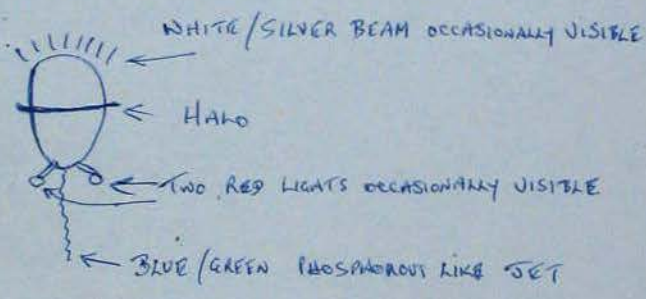 WHITE/SILVER BEAM OCCASIONALLY VISIBLE
HALO
TWO RED LIGHTS OCCASIONALLY VISIBLE
BLUE/GREEN PHOSPHOROUS LIKE JET